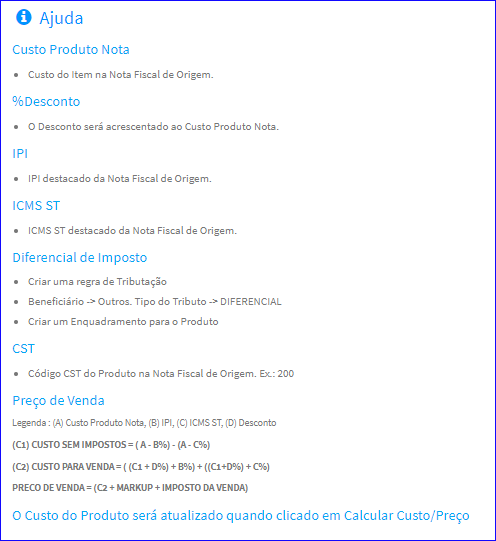 Ajuda
Custo Produto Nota
• Custo do Item na Nota Fiscal de Origem.
%Desconto
• O Desconto será acrescentado ao Custo Produto Nota.
IPI
• IPI destacado da Nota Fiscal de Origem.
ICMS ST
• ICMS ST destacado da Nota Fiscal de Origem.
Diferencial de Imposto
• Criar uma regra de Tributação
• Beneficiário -> Outros. Tipo do Tributo -> DIFERENCIAL
• Criar um Enquadramento para o Produto
CST
• Código CST do Produto na Nota Fiscal de Origem. Ex.: 200
Preço de Venda
Legenda : (A) Custo Produto Nota, (B) IPI, (C) ICMS ST, (D) Desconto
(C1) CUSTO SEM IMPOSTOS = ( A - B%) - (A - C%)
(C2) CUSTO PARA VENDA = ( (C1 + D%) + B%) + ((C1+D%) + C%)
PRECO DE VENDA = (C2 + MARKUP + IMPOSTO DA VENDA)
O Custo do Produto será atualizado quando clicado em Calcular Custo/Preço